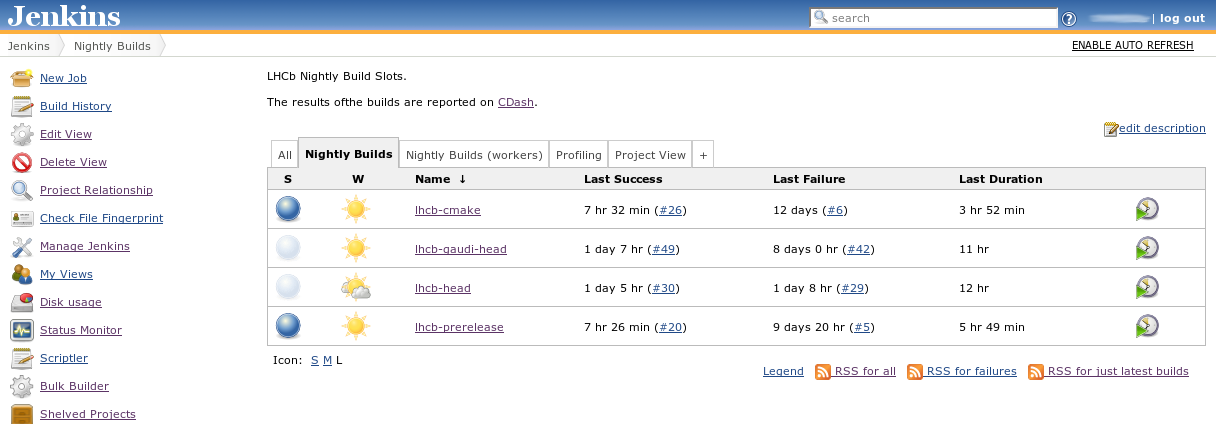 Jenkins
search
| log out
Jenkins Nightly Builds
ENABLE AUTO REFRESH
New Job
Build History
Edit View
Delete View
Project Relationship
Check File Fingerprint
Manage Jenkins
My Views
Disk usage
Status Monitor
Scriptler
Bulk Builder
Shelved Projects
LHCb Nightly Build Slots.
The results ofthe builds are reported on CDash.
edit description
All Nightly Builds Nightly Builds (workers) Profiling Project View +
S W Name ↓ Last Success Last Failure Last Duration
lhcb-cmake 7 hr 32 min (#26) 12 days (#6) 3 hr 52 min
lhcb-gaudi-head 1 day 7 hr (#49) 8 days 0 hr (#42) 11 hr
lhcb-head 1 day 5 hr (#30) 1 day 8 hr (#29) 12 hr
lhcb-prerelease 7 hr 26 min (#20) 9 days 20 hr (#5) 5 hr 49 min
Icon: S M L
Legend RSS for all RSS for failures RSS for just latest builds